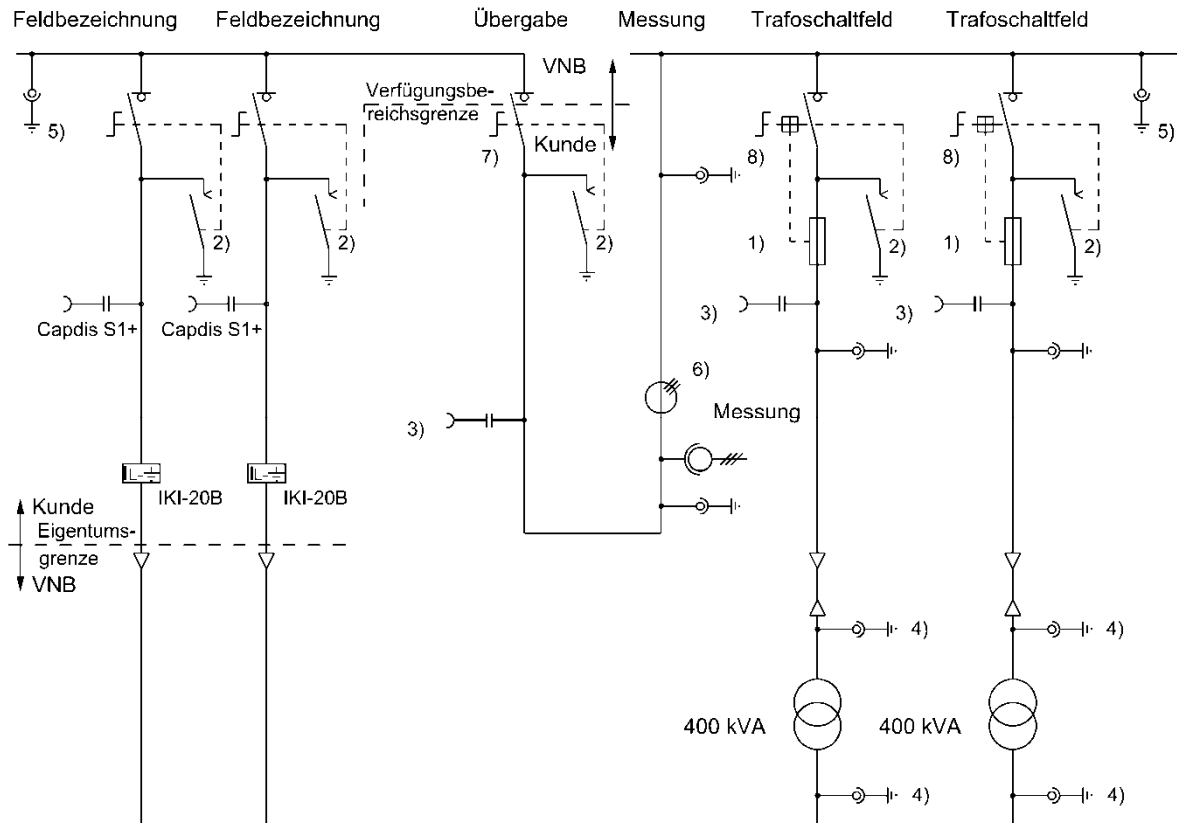 Feldbezeichnung
Feldbezeichnung
Übergabe
Messung
Trafoschaltfeld
Trafoschaltfeld
VNB
Verfügungsbe-
reichsgrenze
Kunde
5)
7)
8)
8)
5)
2)
2)
2)
1)
2)
1)
2)
Capdis S1+
Capdis S1+
3)
3)
6)
3)
Messung
IKI-20B
IKI-20B
Kunde
Eigentums-
grenze
VNB
4)
4)
400 kVA
400 kVA
4)
4)